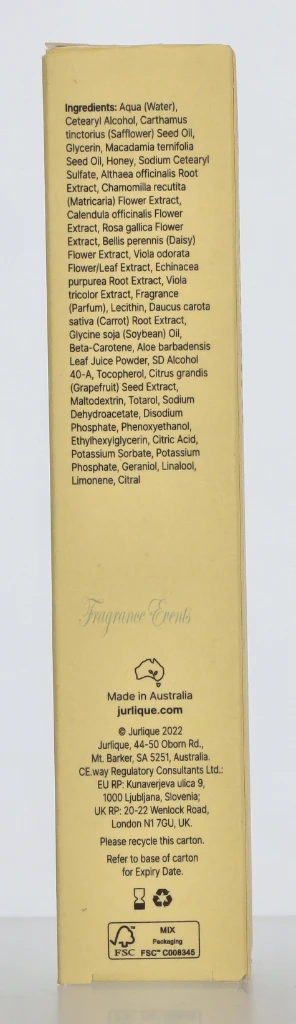 Ingredients: Aqua (Water),
Cetearyl Alcohol, Carthamus
tinctorius (Safflower) Seed Oil,
Glycerin, Macadamia ternifolia
Seed Oil, Honey, Sodium Cetearyl
Sulfate, Althaea officinalis Root
Extract, Chamomilla recutita
(Matricaria) Flower Extract,
Calendula officinalis Flower
Extract, Rosa gallica Flower
Extract, Bellis perennis (Daisy)
Flower Extract, Viola odorata
Flower/Leaf Extract, Echinacea
purpurea Root Extract, Viola
tricolor Extract, Fragrance
(Parfum), Lecithin, Daucus carota
sativa (Carrot) Root Extract,
Glycine soja (Soybean) Oil,
Beta-Carotene, Aloe barbadensis
Leaf Juice Powder, SD Alcohol
40-A, Tocopherol, Citrus grandis
(Grapefruit) Seed Extract,
Maltodextrin, Totarol, Sodium
Dehydroacetate, Disodium
Phosphate, Phenoxyethanol,
Ethylhexylglycerin, Citric Acid,
Potassium Sorbate, Potassium
Phosphate, Geraniol, Linalool,
Limonene, Citral
Fragrance Events
Made in Australia
jurlique.com
© Jurlique 2022
Jurlique, 44-50 Oborn Rd.,
Mt. Barker, SA 5251, Australia.
CE.way Regulatory Consultants Ltd.:
EU RP: Kunaverjeva ulica 9,
1000 Ljubljana, Slovenia;
UK RP: 20-22 Wenlock Road,
London N1 7GU, UK.
Please recycle this carton.
Refer to base of carton
for Expiry Date.
MIX
Packaging
FSC FSC™ C008345